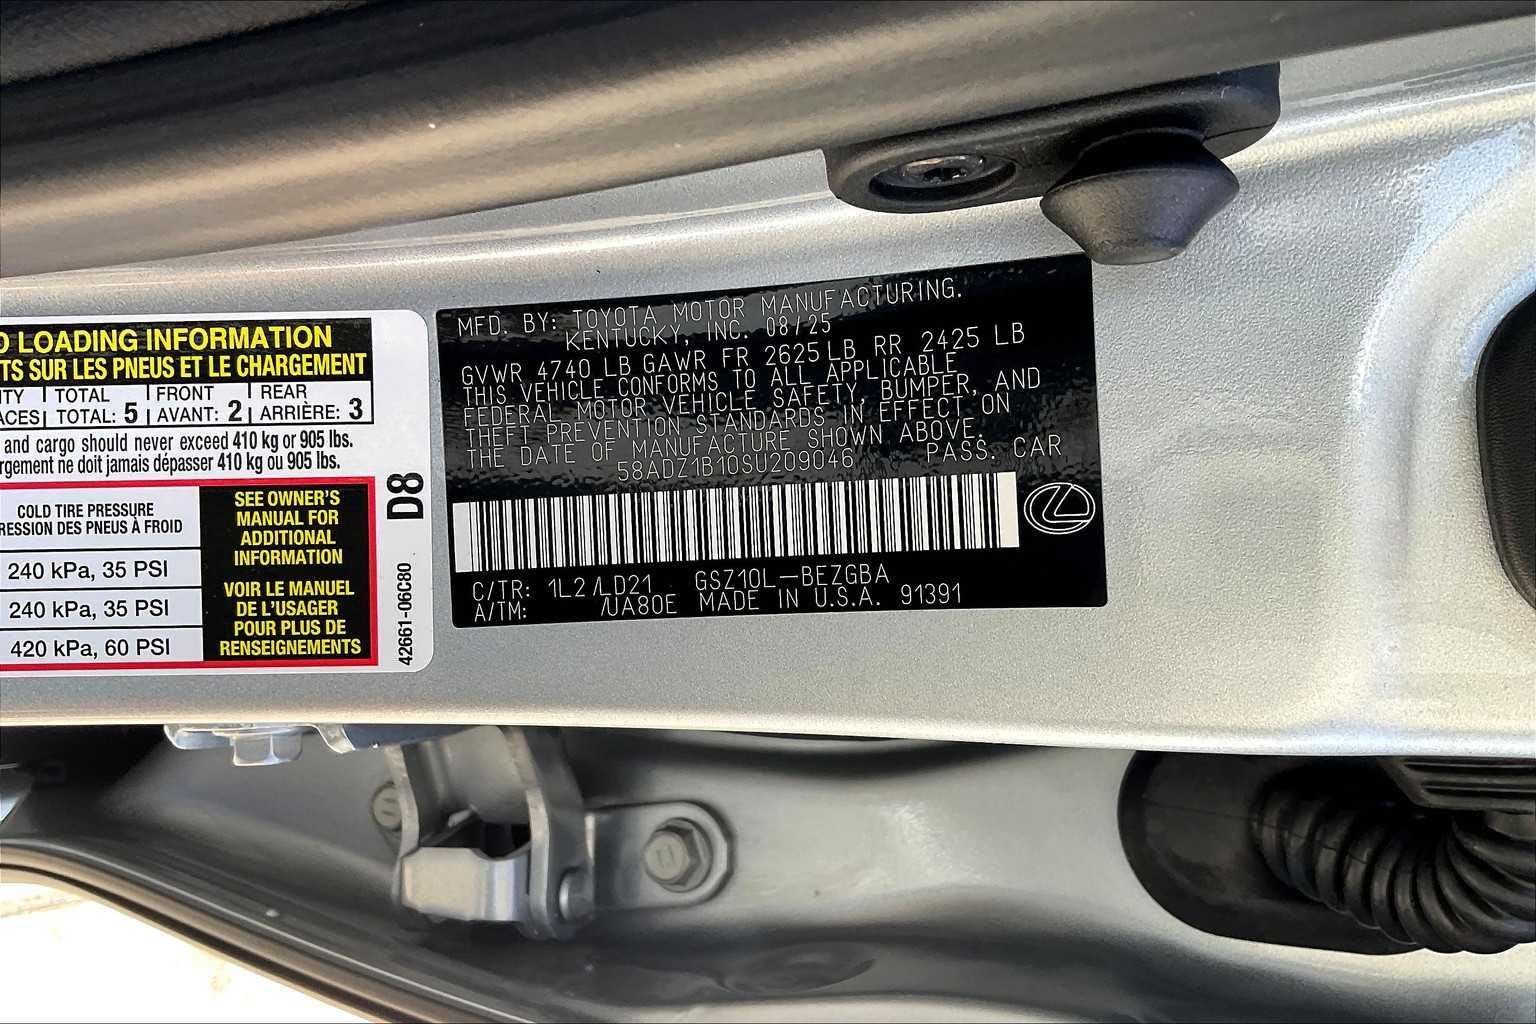 O LOADING INFORMATION
TS SUR LES PNEUS ET LE CHARGEMENT
ITY TOTAL FRONT REAR
ACES TOTAL: 5 AVANT: 2 ARRIÈRE: 3
and cargo should never exceed 410 kg or 905 lbs.
rgement ne doit jamais dépasser 410 kg ou 905 lbs.
COLD TIRE PRESSURE
RESSION DES PNEUS À FROID
240 kPa, 35 PSI
240 kPa, 35 PSI
420 kPa, 60 PSI
SEE OWNER'S
MANUAL FOR
ADDITIONAL
INFORMATION
VOIR LE MANUEL
DE L'USAGER
POUR PLUS DE
RENSEIGNEMENTS
D8
42661-06C80
MFD. BY: TOYOTA MOTOR MANUFACTURING.
KENTUCKY, INC. 08/25
GVWR 4740 LB GAWR FR 2625 LB RR 2425 LB
THIS VEHICLE CONFORMS TO ALL APPLICABLE
FEDERAL MOTOR VEHICLE SAFETY, BUMPER, AND
THEFT PREVENTION STANDARDS IN EFFECT ON
THE DATE OF MANUFACTURE SHOWN ABOVE.
58ADZ1B10SU209046 PASS. CAR
C/TR: 1L2 /LD21 GSZ10L-BEZGBA
A/TM: /UA80E MADE IN U.S.A. 91391